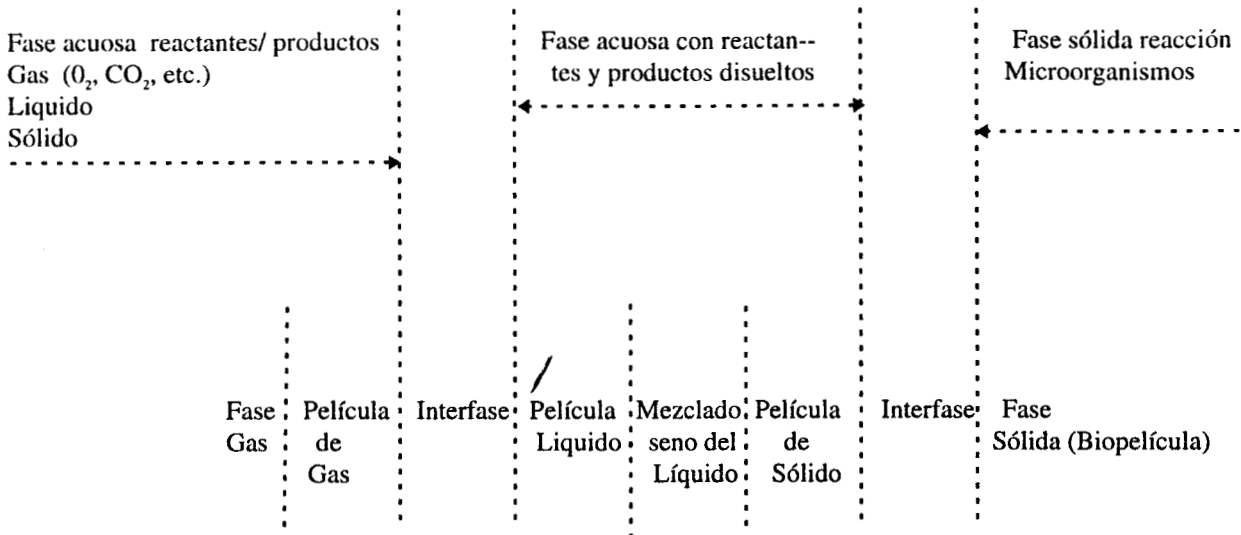 Fase acuosa reactantes/ productos
Gas (0₂, CO₂, etc.)
Liquido
Sólido
Fase acuosa con reactan--
tes y productos disueltos
Fase sólida reacción
Microorganismos
Fase
Gas
Película
de
Gas
Interfase
Película
Liquido
Mezclado
seno del
Líquido
Película
de
Sólido
Interfase
Fase
Sólida (Biopelícula)